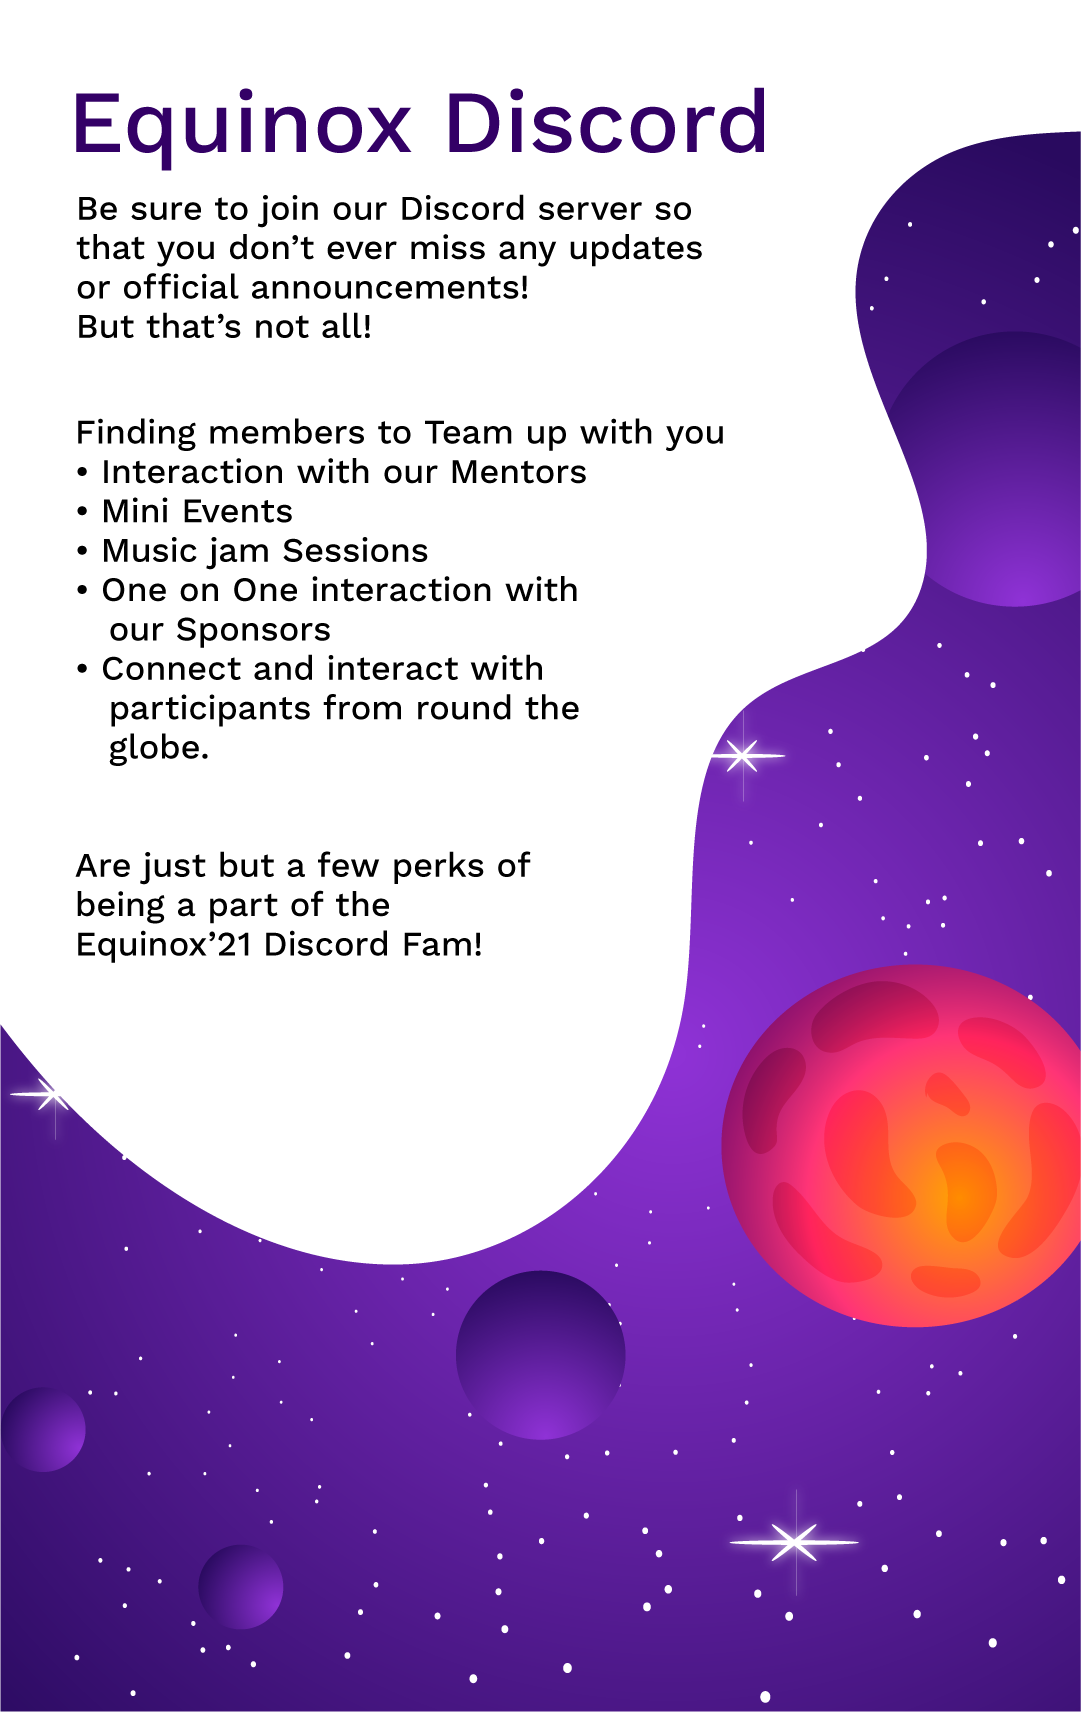 Equinox Discord
Be sure to join our Discord server so
that you don’t ever miss any updates
or official announcements!
But that’s not all!
Finding members to Team up with you
• Interaction with our Mentors
• Mini Events
• Music jam Sessions
• One on One interaction with
our Sponsors
• Connect and interact with
participants from round the
globe.
Are just but a few perks of
being a part of the
Equinox’21 Discord Fam!